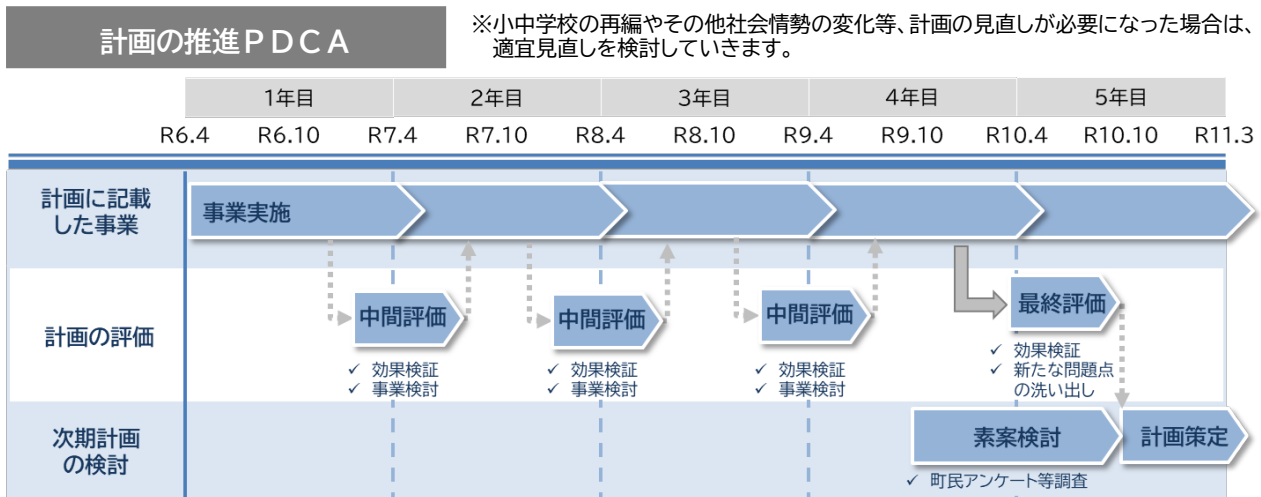 計画の推進PDCA
※小中学校の再編やその他社会情勢の変化等、計画の見直しが必要になった場合は、
適宜見直しを検討していきます。
1年目 2年目 3年目 4年目 5年目
R6.4 R6.10 R7.4 R7.10 R8.4 R8.10 R9.4 R9.10 R10.4 R10.10 R11.3
計画に記載
した事業
事業実施
計画の評価
中間評価 中間評価 中間評価 最終評価
✓ 効果検証
✓ 事業検討
✓ 効果検証
✓ 事業検討
✓ 効果検証
✓ 事業検討
✓ 効果検証
✓ 新たな問題点
の洗い出し
次期計画
の検討
素案検討 計画策定
✓ 町民アンケート等調査